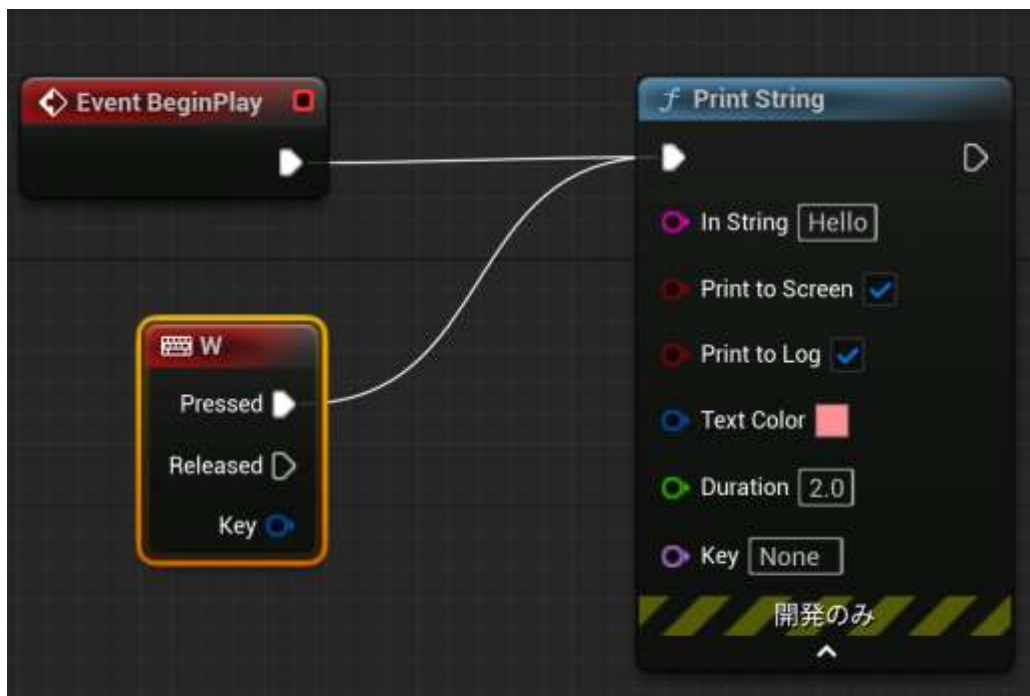 Event BeginPlay
W
Pressed
Released
Key
f Print String
In String Hello
Print to Screen
Print to Log
Text Color
Duration 2.0
Key None
開発のみ